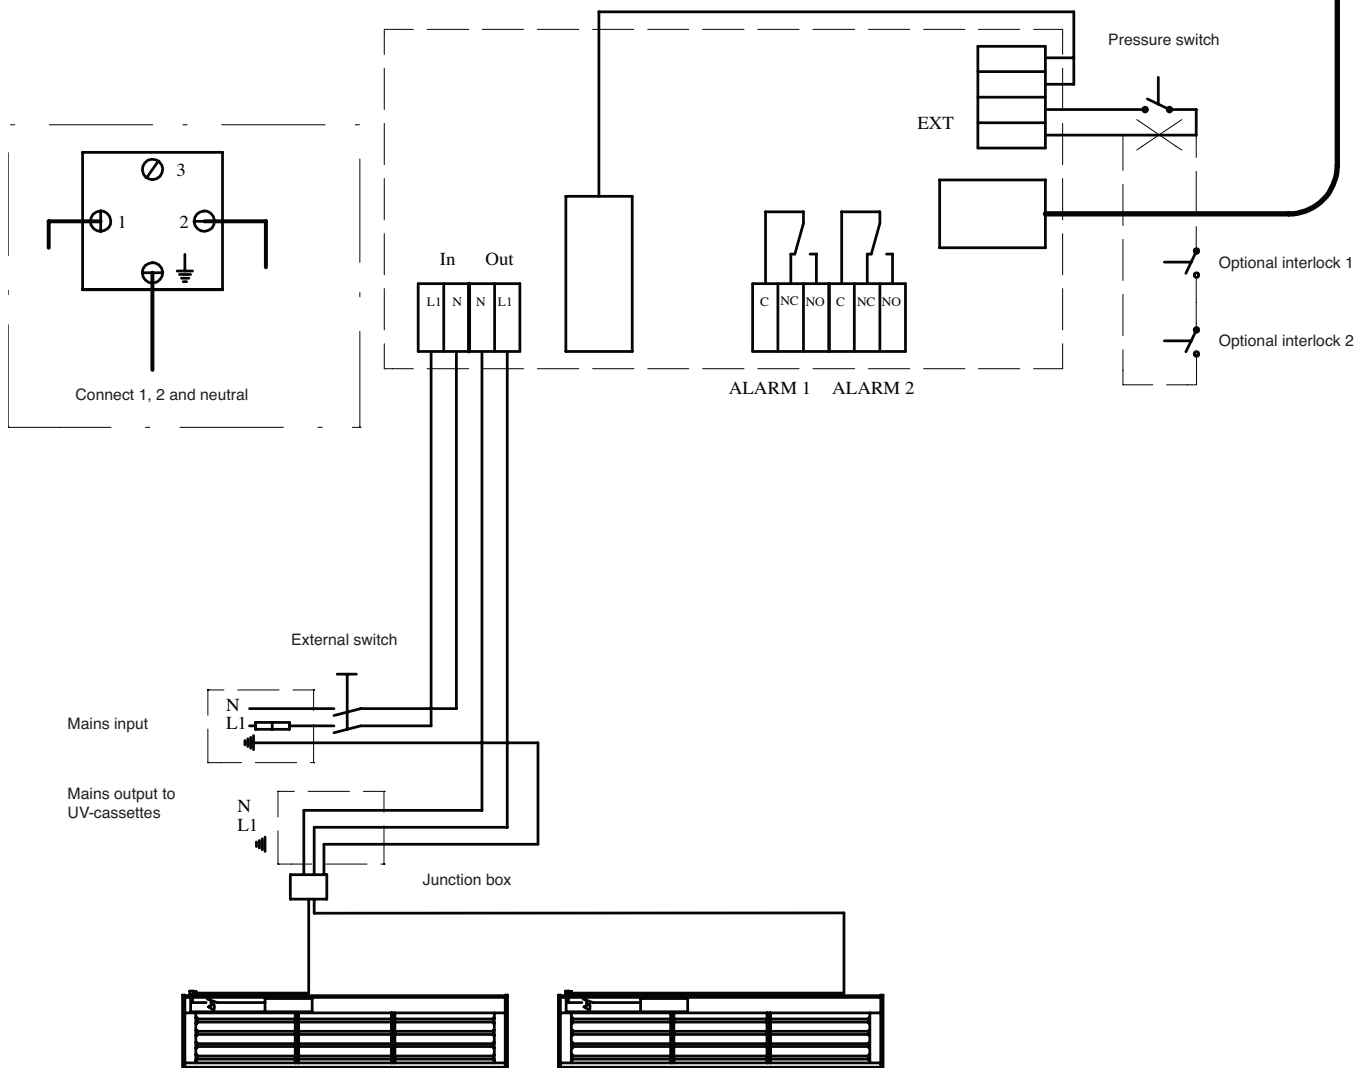 Pressure switch
EXT
3
1
2
Connect 1, 2 and neutral
In Out
L1 N N L1
C NC NO C NC NO
ALARM 1 ALARM 2
Optional interlock 1
Optional interlock 2
External switch
Mains input
N
L1
Mains output to
UV-cassettes
N
L1
Junction box